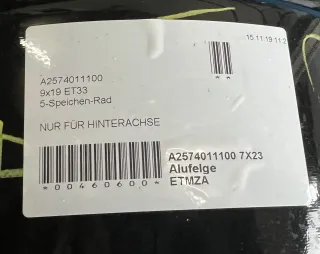 15.11.19 11.2
A2574011100
9x19 ET33
5-Speichen-Rad
NUR FÜR HINTERACHSE
*00460600*
A2574011100 7X23
Alufelge
ETMZA